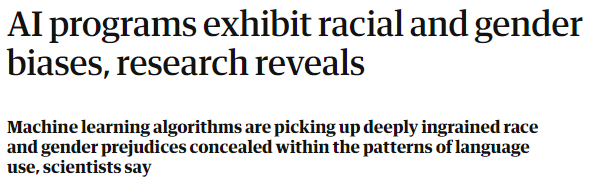 AI programs exhibit racial and gender
biases, research reveals
Machine learning algorithms are picking up deeply ingrained race
and gender prejudices concealed within the patterns of language
use, scientists say